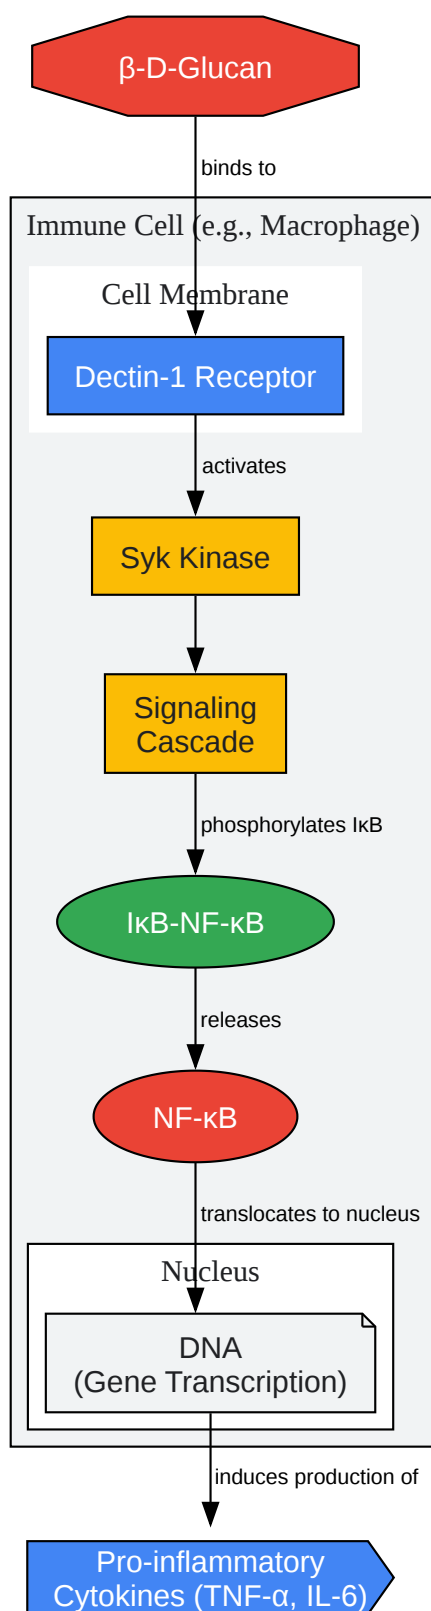 β-D-Glucan
binds to
Immune Cell (e.g., Macrophage)
Cell Membrane
Dectin-1 Receptor
activates
Syk Kinase
Signaling
Cascade
phosphorylates IκB
IκB-NF-κB
releases
NF-κB
translocates to nucleus
Nucleus
DNA
(Gene Transcription)
induces production of
Pro-inflammatory
Cytokines (TNF-α, IL-6)